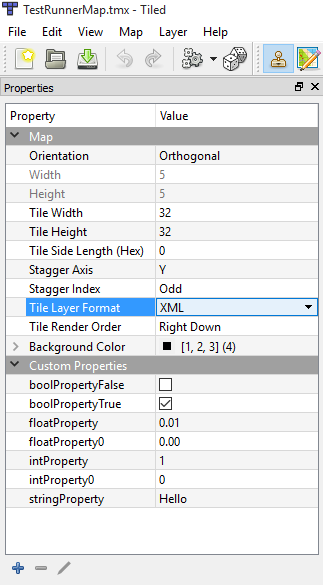 TestRunnerMap.tmx - Tiled
File Edit View Map Layer Help
Properties
Property Value
Map
Orientation Orthogonal
Width 5
Height 5
Tile Width 32
Tile Height 32
Tile Side Length (Hex) 0
Stagger Axis Y
Stagger Index Odd
Tile Layer Format XML
Tile Render Order Right Down
Background Color [1, 2, 3] (4)
Custom Properties
boolPropertyFalse
boolPropertyTrue
floatProperty 0.01
floatProperty0 0.00
intProperty 1
intProperty0 0
stringProperty Hello